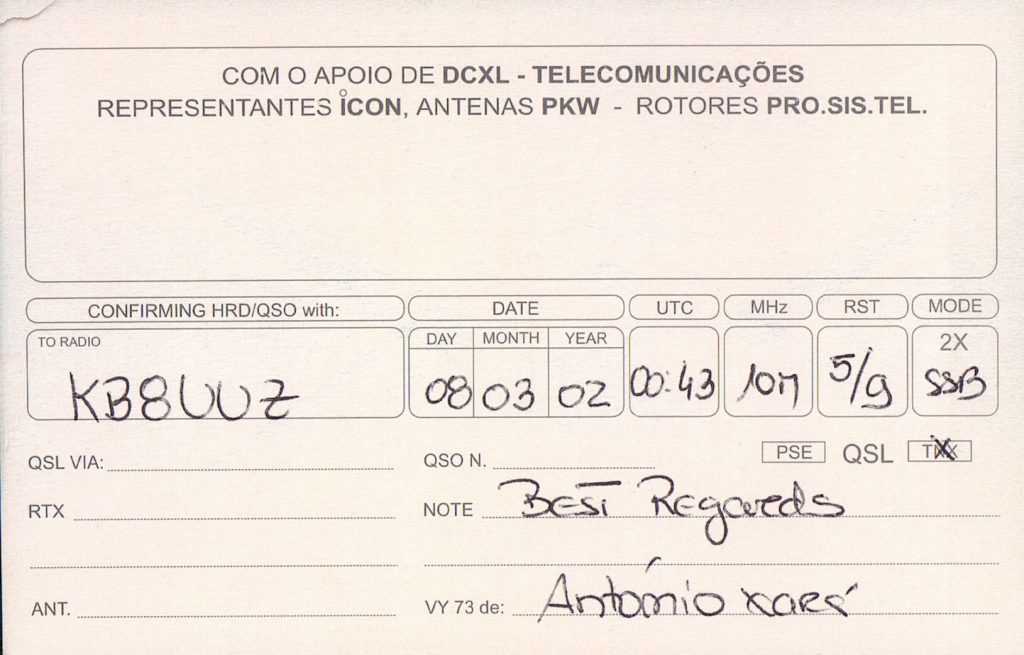 COM O APOIO DE DCXL - TELECOMUNICAÇÕES
REPRESENTANTES ICON, ANTENAS PKW - ROTORES PRO.SIS.TEL.
CONFIRMING HRD/QSO with: DATE UTC MHz RST MODE
TO RADIO DAY MONTH YEAR 2X
KB8UUZ 08 03 02 00:43 10m 5/9 SSB
QSL VIA: QSO N. PSE QSL TNX
RTX NOTE Best Regareds
ANT. VY 73 de: António